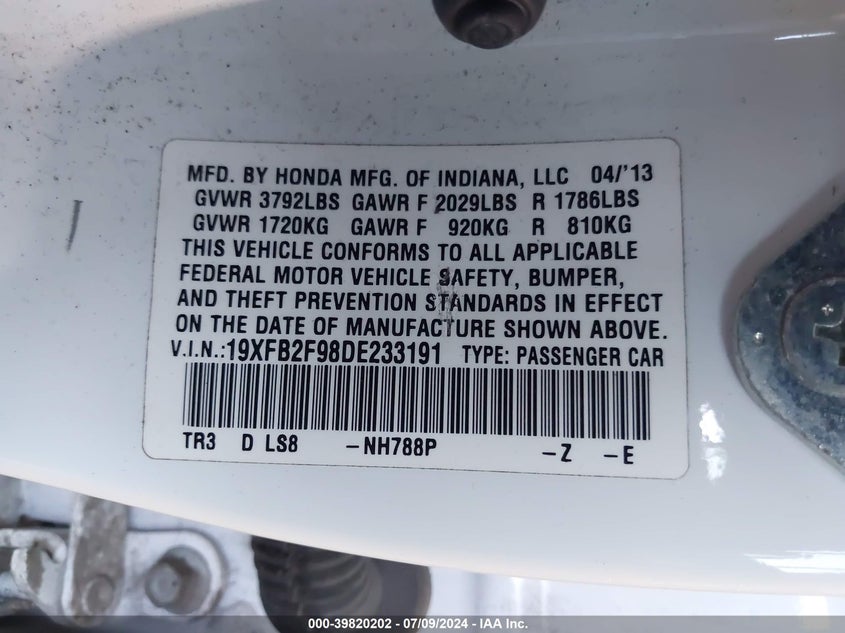 MFD. BY HONDA MFG. OF INDIANA, LLC 04/'13
GVWR 3792LBS GAWR F 2029LBS R 1786LBS
GVWR 1720KG GAWR F 920KG R 810KG
THIS VEHICLE CONFORMS TO ALL APPLICABLE
FEDERAL MOTOR VEHICLE SAFETY, BUMPER,
AND THEFT PREVENTION STANDARDS IN EFFECT
ON THE DATE OF MANUFACTURE SHOWN ABOVE.
V.I.N.:19XFB2F98DE233191 TYPE: PASSENGER CAR
TR3 D LS8 -NH788P -Z -E
000-39820202 - 07/09/2024 - IAA Inc.